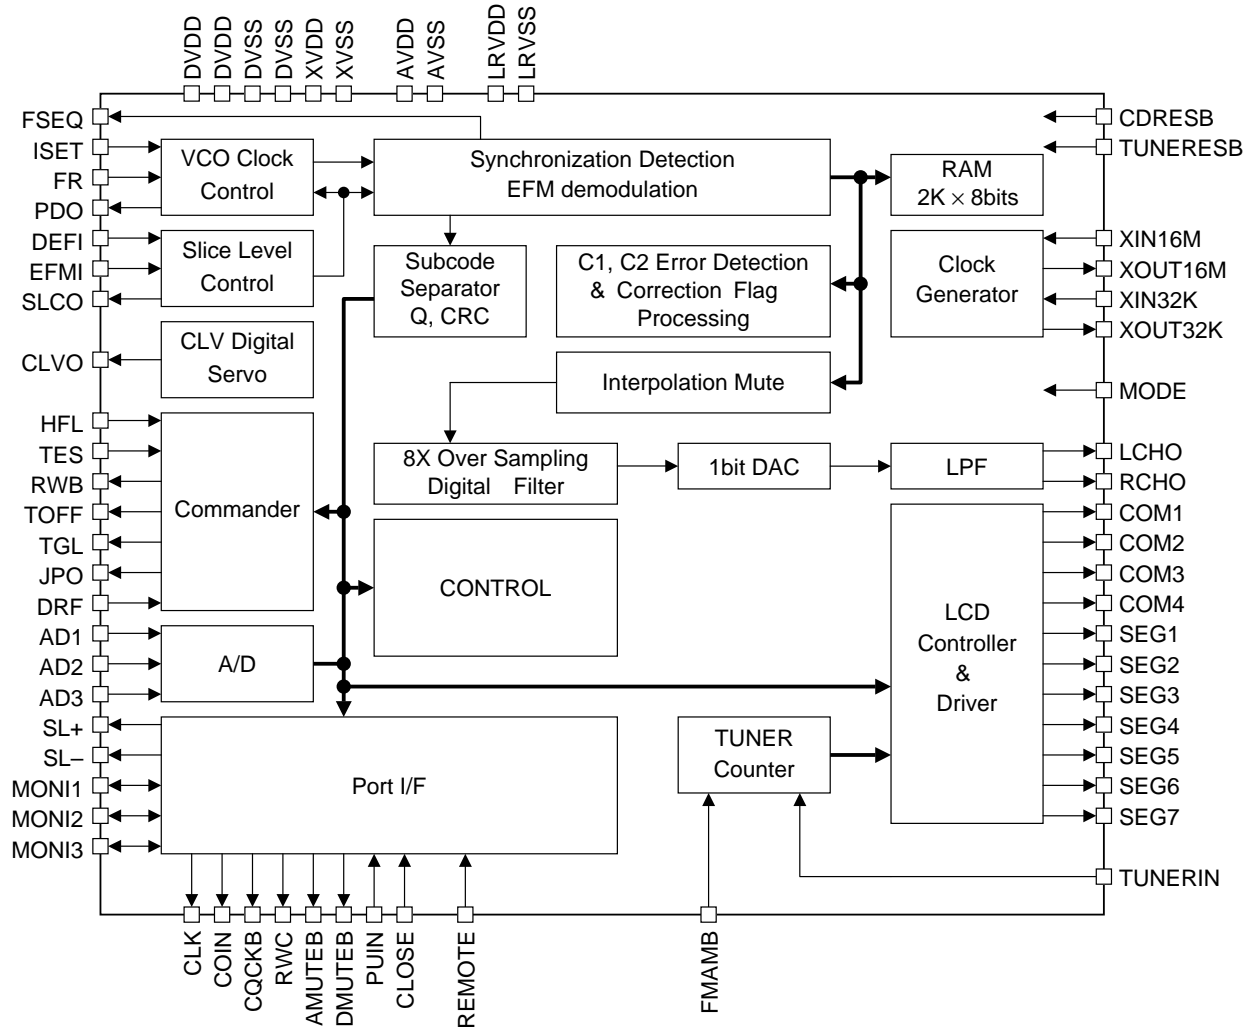 DVDD
DVDD
DVSS
DVSS
XVDD
XVSS
AVDD
AVSS
LRVDD
LRVSS
FSEQ
ISET
FR
PDO
DEFI
EFMI
SLCO
CLVO
HFL
TES
RWB
TOFF
TGL
JPO
DRF
AD1
AD2
AD3
SL+
SL–
MONI1
MONI2
MONI3
VCO Clock
Control
Slice Level
Control
CLV Digital
Servo
Commander
A/D
Port I/F
Synchronization Detection
EFM demodulation
Subcode
Separator
Q, CRC
C1, C2 Error Detection
& Correction Flag
Processing
Interpolation Mute
8X Over Sampling
Digital Filter
1bit DAC
LPF
CONTROL
TUNER
Counter
RAM
2K × 8bits
Clock
Generator
LCD
Controller
&
Driver
CDRESB
TUNERESB
XIN16M
XOUT16M
XIN32K
XOUT32K
MODE
LCHO
RCHO
COM1
COM2
COM3
COM4
SEG1
SEG2
SEG3
SEG4
SEG5
SEG6
SEG7
TUNERIN
CLK
COIN
CQCKB
RWC
AMUTEB
DMUTEB
PUIN
CLOSE
REMOTE
FMAMB